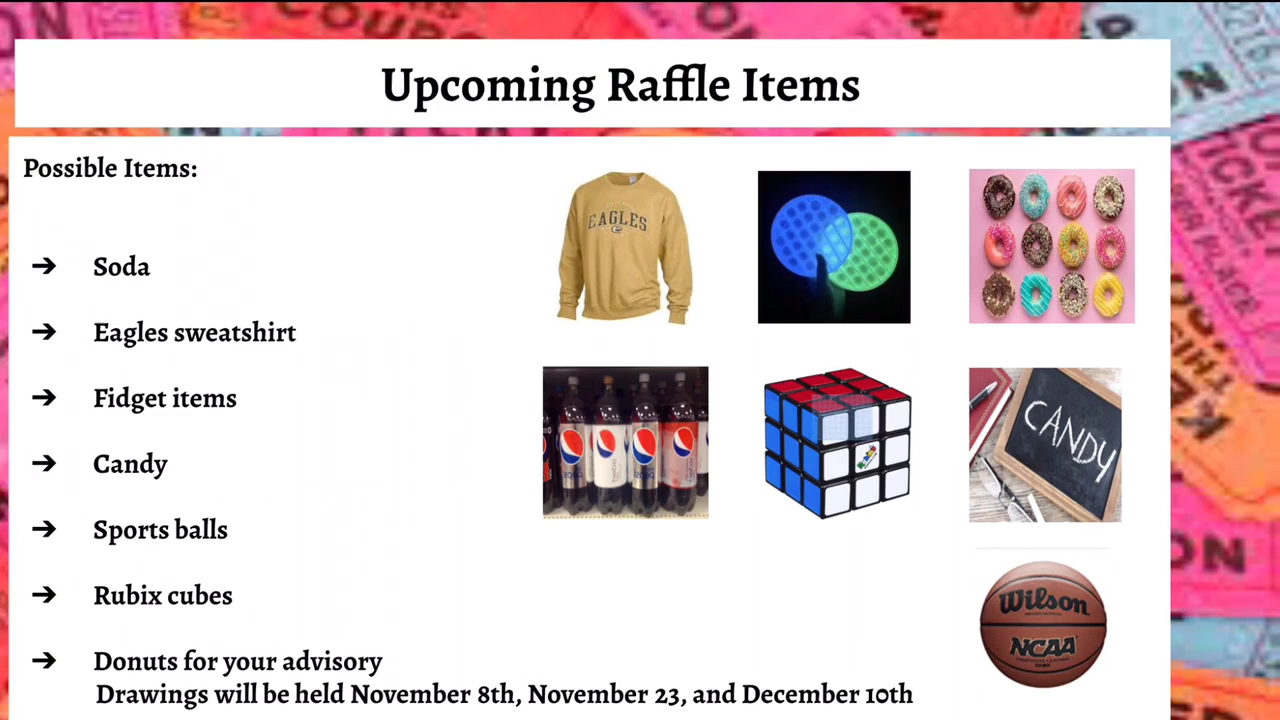 Upcoming Raffle Items
Possible Items:
➔ Soda
➔ Eagles sweatshirt
➔ Fidget items
➔ Candy
➔ Sports balls
➔ Rubix cubes
➔ Donuts for your advisory
Drawings will be held November 8th, November 23, and December 10th
EAGLES
G
CANDY
Wilson
NCAA